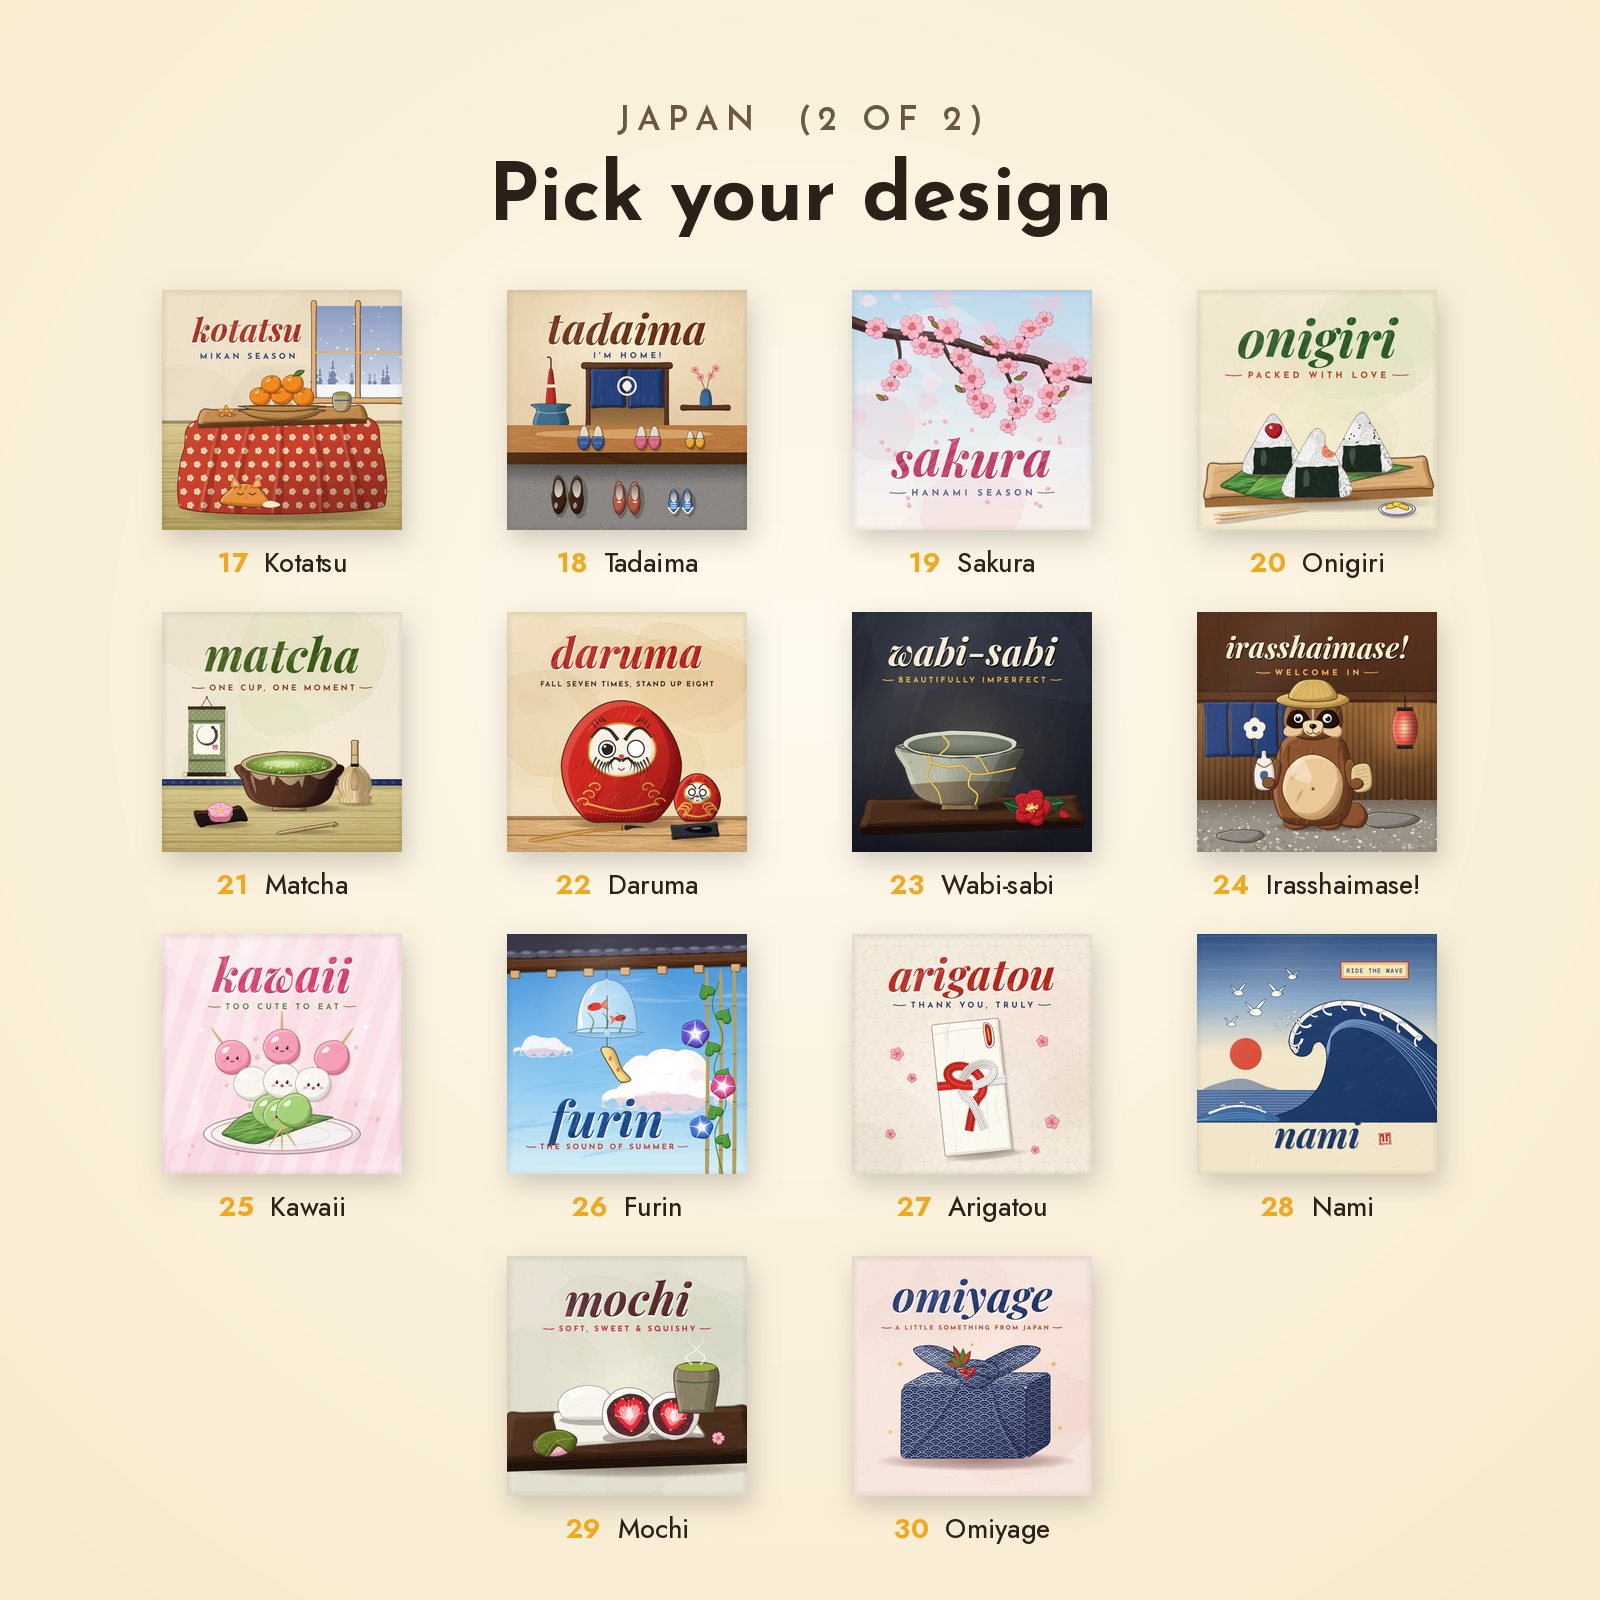 JAPAN (2 OF 2)
Pick your design
kotatsu
MIKAN SEASON
17 Kotatsu
tadaima
I'M HOME!
18 Tadaima
sakura
HANAMI SEASON
19 Sakura
onigiri
PACKED WITH LOVE
20 Onigiri
matcha
ONE CUP, ONE MOMENT
21 Matcha
daruma
FALL SEVEN TIMES, STAND UP EIGHT
22 Daruma
wabi-sabi
BEAUTIFULLY IMPERFECT
23 Wabi-sabi
irasshaimase!
WELCOME IN
24 Irasshaimase!
kawaii
TOO CUTE TO EAT
25 Kawaii
furin
THE SOUND OF SUMMER
26 Furin
arigatou
THANK YOU, TRULY
27 Arigatou
RIDE THE WAVE
nami
28 Nami
mochi
SOFT, SWEET & SQUISHY
29 Mochi
omiyage
A LITTLE SOMETHING FROM JAPAN
30 Omiyage